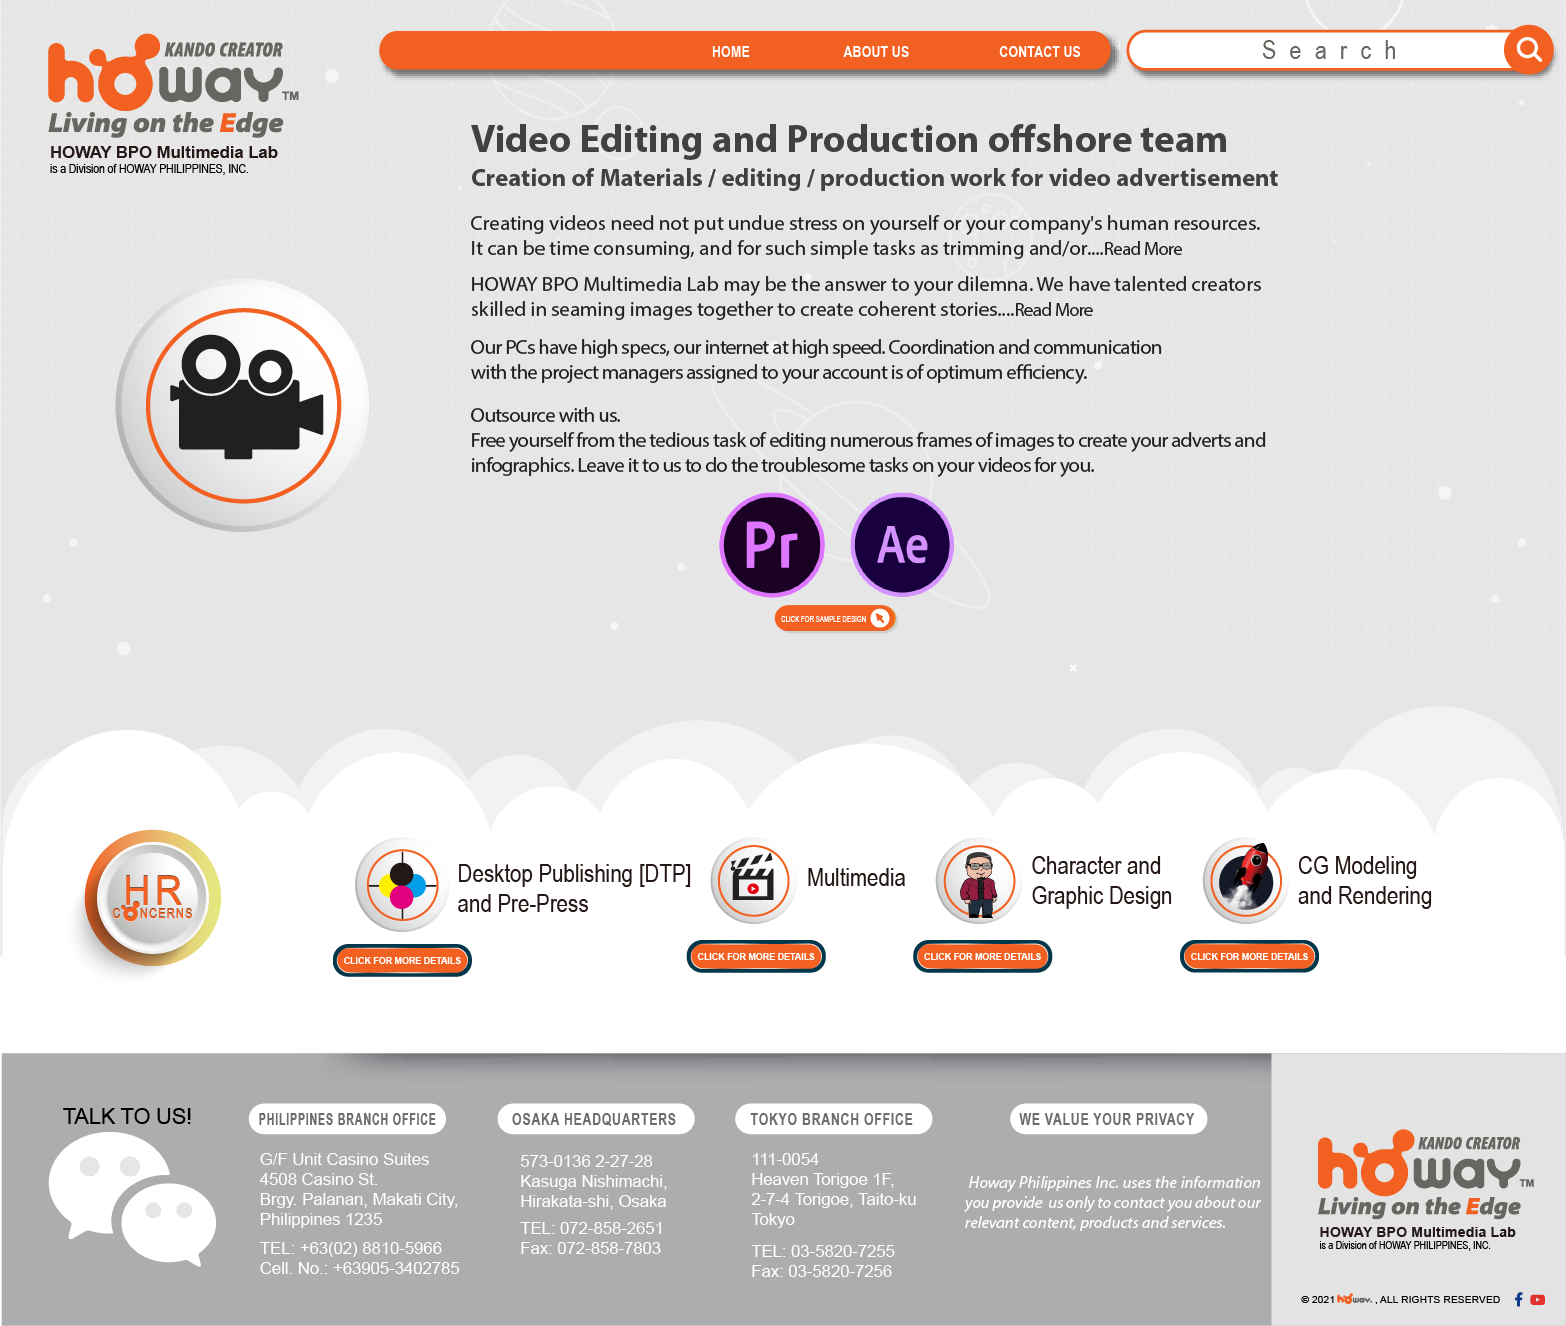 KANDO CREATOR
howay™
Living on the Edge
HOWAY BPO Multimedia Lab
is a Division of HOWAY PHILIPPINES, INC.
HOME
ABOUT US
CONTACT US
Search
Video Editing and Production offshore team
Creation of Materials / editing / production work for video advertisement
Creating videos need not put undue stress on yourself or your company's human resources.
It can be time consuming, and for such simple tasks as trimming and/or....Read More
HOWAY BPO Multimedia Lab may be the answer to your dilemna. We have talented creators
skilled in seaming images together to create coherent stories....Read More
Our PCs have high specs, our internet at high speed. Coordination and communication
with the project managers assigned to your account is of optimum efficiency.
Outsource with us.
Free yourself from the tedious task of editing numerous frames of images to create your adverts and
infographics. Leave it to us to do the troublesome tasks on your videos for you.
Pr
Ae
CLICK FOR SAMPLE DESIGN
HR
CONCERNS
Desktop Publishing [DTP]
and Pre-Press
CLICK FOR MORE DETAILS
Multimedia
CLICK FOR MORE DETAILS
Character and
Graphic Design
CLICK FOR MORE DETAILS
CG Modeling
and Rendering
CLICK FOR MORE DETAILS
TALK TO US!
PHILIPPINES BRANCH OFFICE
G/F Unit Casino Suites
4508 Casino St.
Brgy. Palanan, Makati City,
Philippines 1235
TEL: +63(02) 8810-5966
Cell. No.: +63905-3402785
OSAKA HEADQUARTERS
573-0136 2-27-28
Kasuga Nishimachi,
Hirakata-shi, Osaka
TEL: 072-858-2651
Fax: 072-858-7803
TOKYO BRANCH OFFICE
111-0054
Heaven Torigoe 1F,
2-7-4 Torigoe, Taito-ku
Tokyo
TEL: 03-5820-7255
Fax: 03-5820-7256
WE VALUE YOUR PRIVACY
Howay Philippines Inc. uses the information
you provide us only to contact you about our
relevant content, products and services.
KANDO CREATOR
howay™
Living on the Edge
HOWAY BPO Multimedia Lab
is a Division of HOWAY PHILIPPINES, INC.
© 2021 howay. , ALL RIGHTS RESERVED